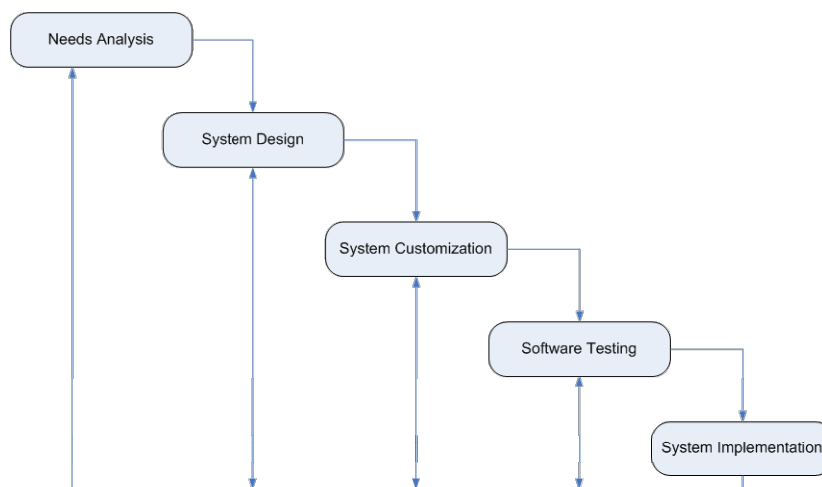 Needs Analysis
System Design
System Customization
Software Testing
System Implementation